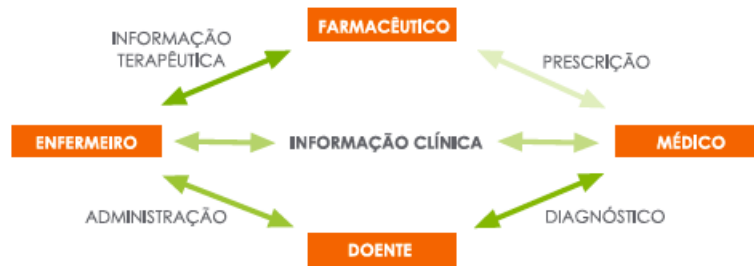 FARMACÊUTICO
INFORMAÇÃO
TERAPÊUTICA
PRESCRIÇÃO
ENFERMEIRO
INFORMAÇÃO CLÍNICA
MÉDICO
ADMINISTRAÇÃO
DIAGNÓSTICO
DOENTE